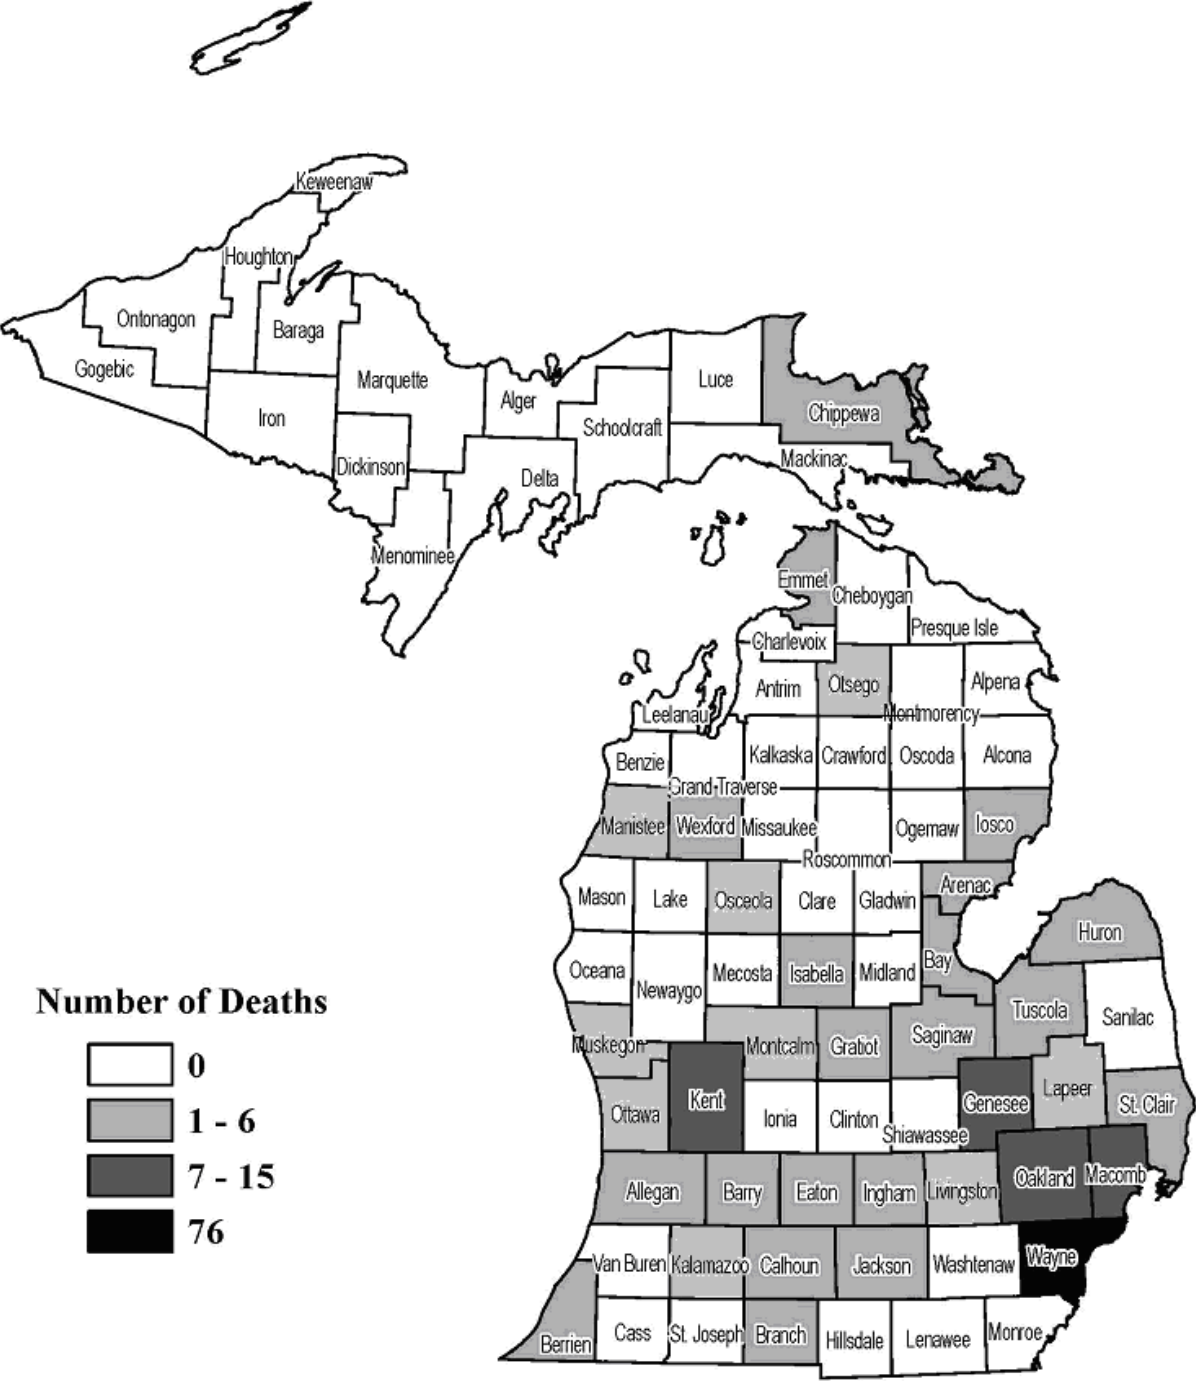 Keweenaw
Houghton
Ontonagon
Baraga
Gogebic
Marquette
Luce
Alger
Chippewa
Iron
Schoolcraft
Mackinac
Dickinson
Delta
Menominee
Emmet
Cheboygan
Presque Isle
Charlevoix
Antrim
Otsego
Alpena
Leelanau
Montmorency
Benzie
Kalkaska
Crawford
Oscoda
Alcona
Grand Traverse
Manistee
Wexford
Missaukee
Ogemaw
Iosco
Roscommon
Mason
Lake
Osceola
Clare
Gladwin
Arenac
Huron
Oceana
Newaygo
Mecosta
Isabella
Midland
Bay
Tuscola
Sanilac
Muskegon
Montcalm
Gratiot
Saginaw
Ottawa
Kent
Ionia
Clinton
Shiawassee
Genesee
Lapeer
St. Clair
Allegan
Barry
Eaton
Ingham
Livingston
Oakland
Macomb
Van Buren
Kalamazoo
Calhoun
Jackson
Washtenaw
Wayne
Berrien
Cass
St. Joseph
Branch
Hillsdale
Lenawee
Monroe
Number of Deaths
0
1 - 6
7 - 15
76